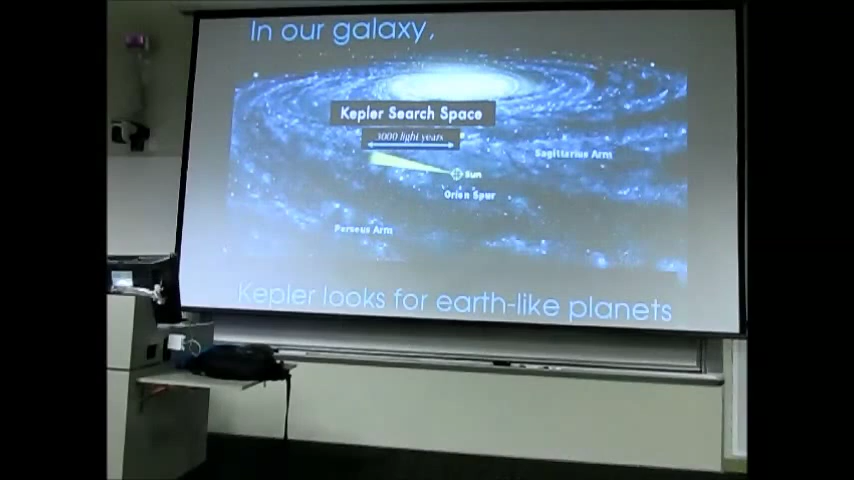 In our galaxy,
Kepler Search Space
3000 light years
Sagittarius Arm
Sun
Orion Spur
Perseus Arm
Kepler looks for earth-like planets